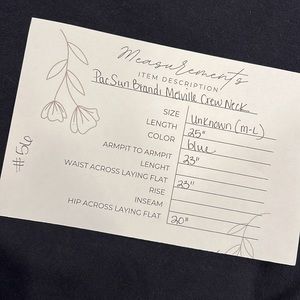 Measurements
ITEM DESCRIPTION
PacSun Brandi Melville Crew Neck
SIZE Unknown (m-L)
LENGTH 25"
COLOR blue
ARMPIT TO ARMPIT 23"
LENGHT
WAIST ACROSS LAYING FLAT 23"
RISE
INSEAM
HIP ACROSS LAYING FLAT 20"
#56